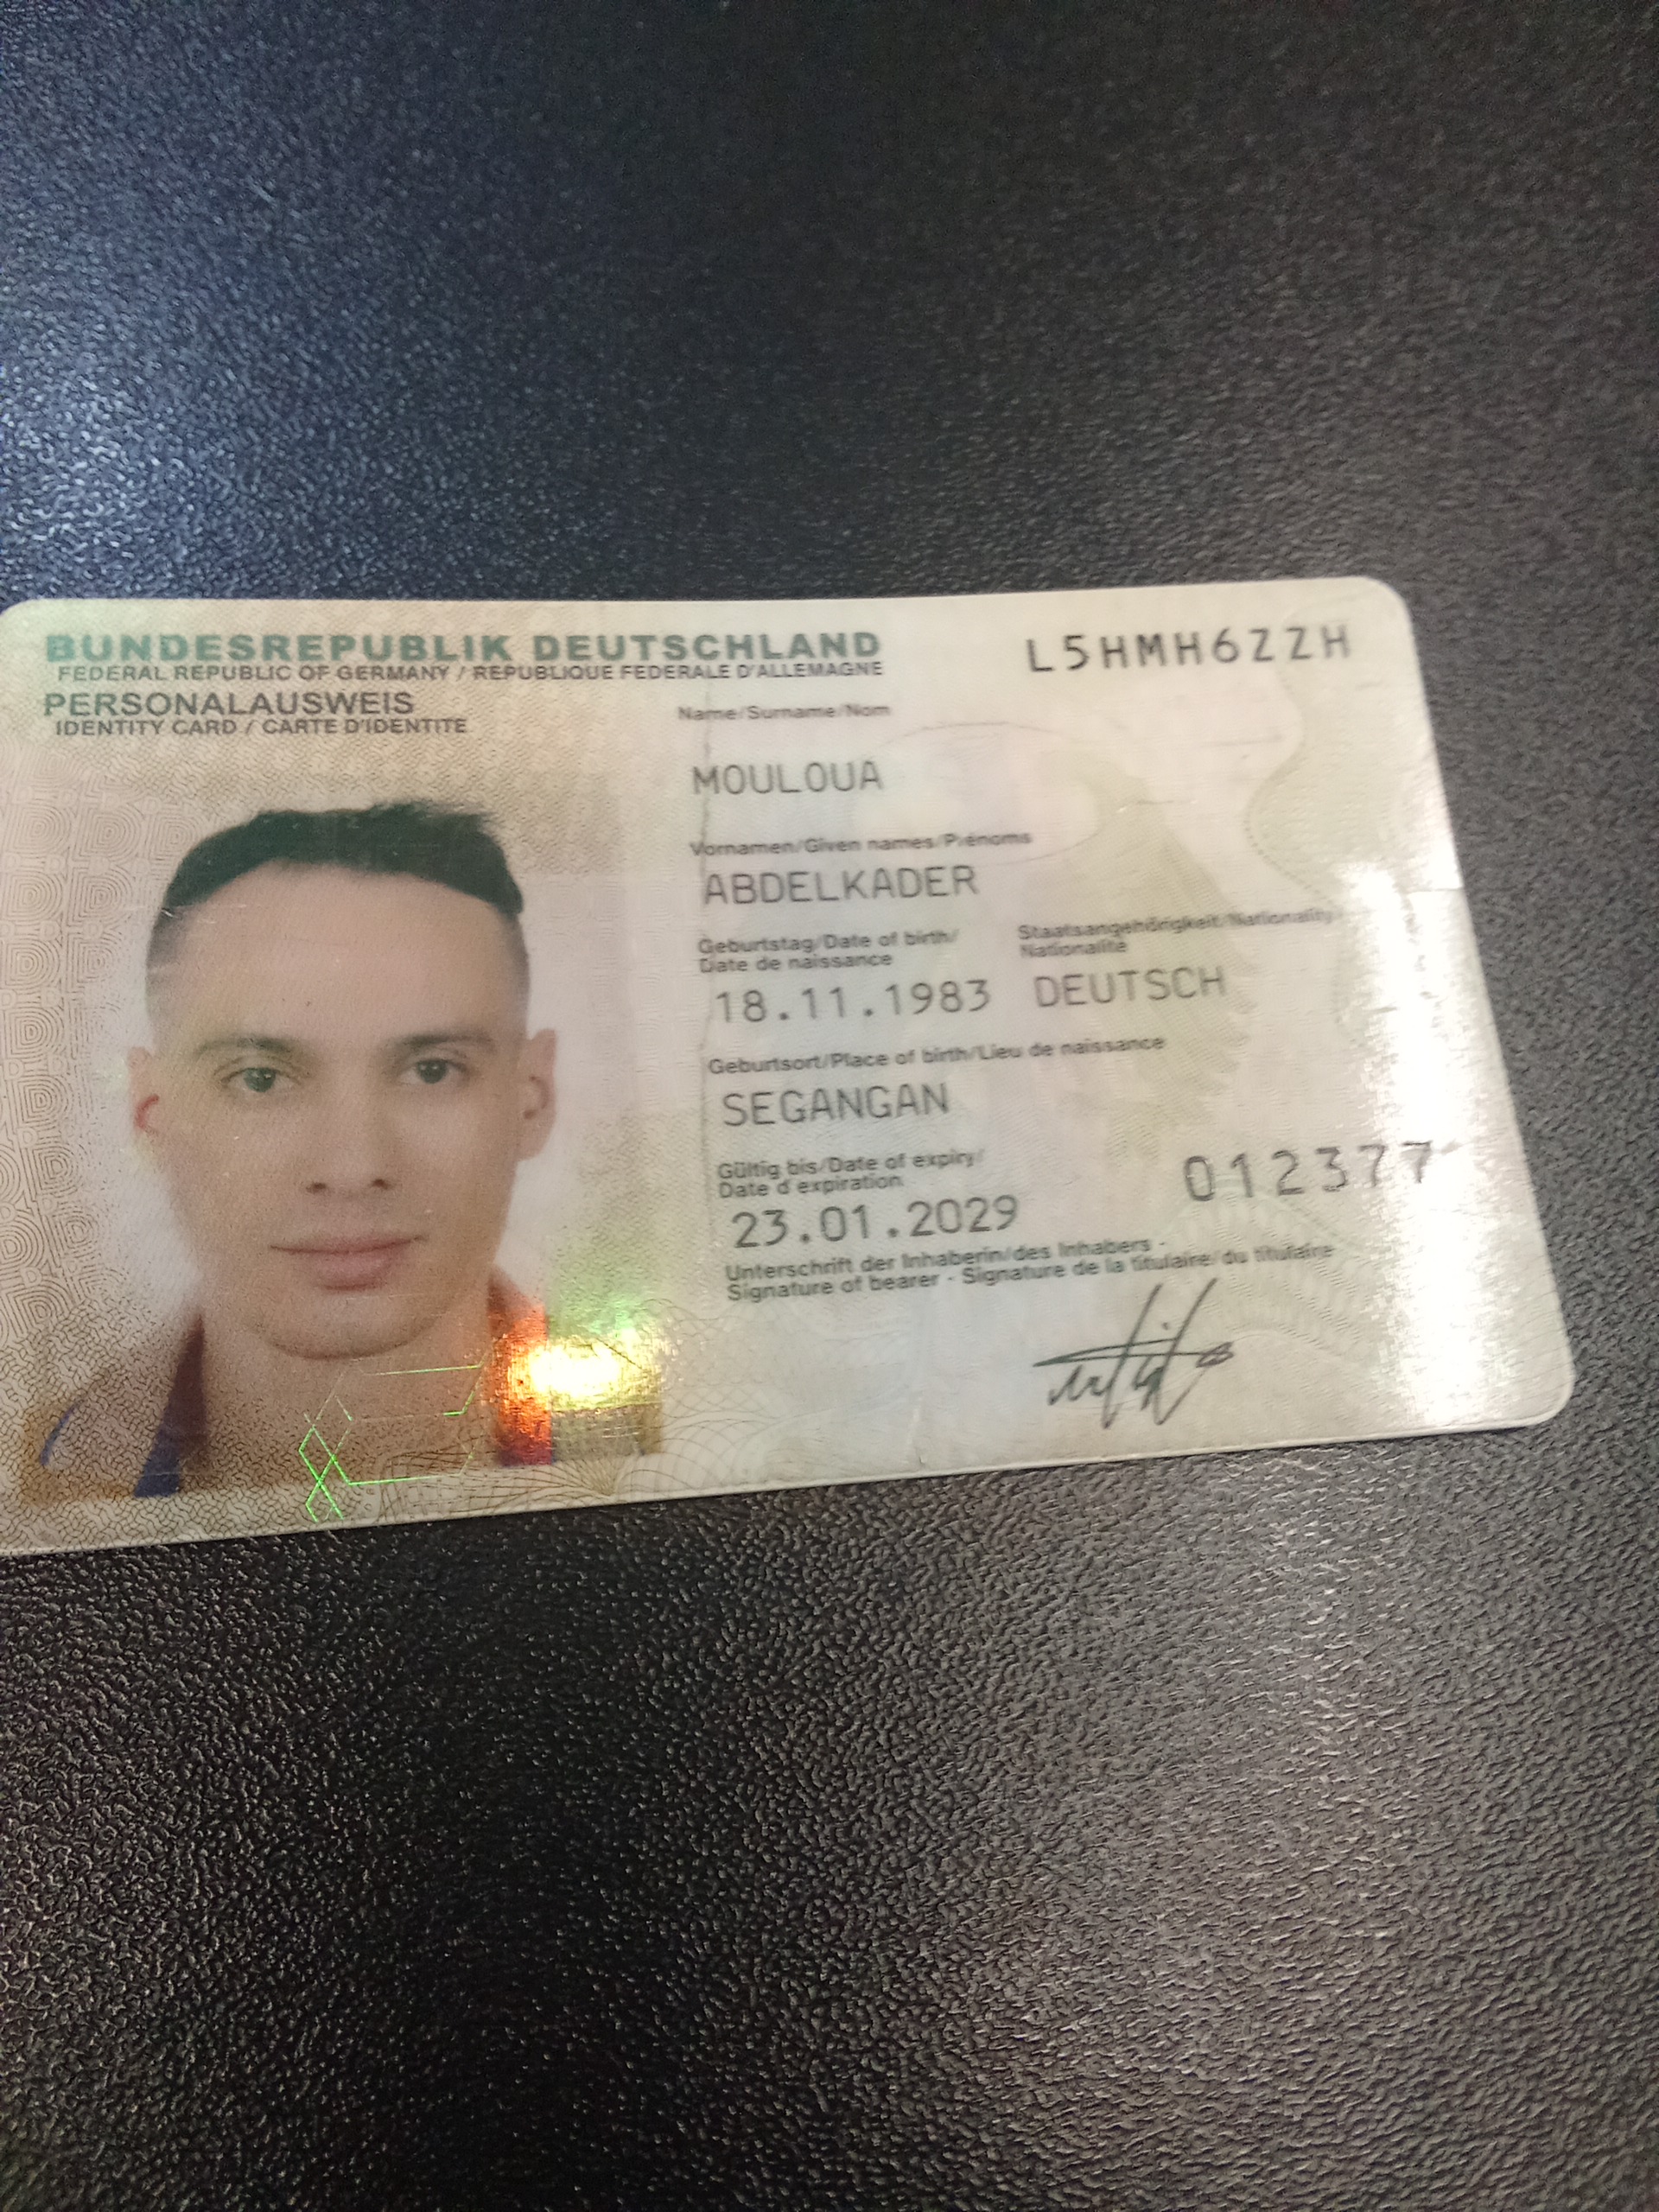 BUNDESREPUBLIK DEUTSCHLAND
FEDERAL REPUBLIC OF GERMANY / REPUBLIQUE FEDERALE D'ALLEMAGNE
PERSONALAUSWEIS
IDENTITY CARD / CARTE D'IDENTITE
L5HMH6ZZH
Name/Surname/Nom
MOULOUA
Vornamen/Given names/Prénoms
ABDELKADER
Geburtstag/Date of birth/
Date de naissance
Staatsangehörigkeit/Nationality/
Nationalité
18.11.1983 DEUTSCH
Geburtsort/Place of birth/Lieu de naissance
SEGANGAN
Gültig bis/Date of expiry/
Date d'expiration
23.01.2029
012377
Unterschrift der Inhaberin/des Inhabers -
Signature of bearer - Signature de la titulaire/du titulaire